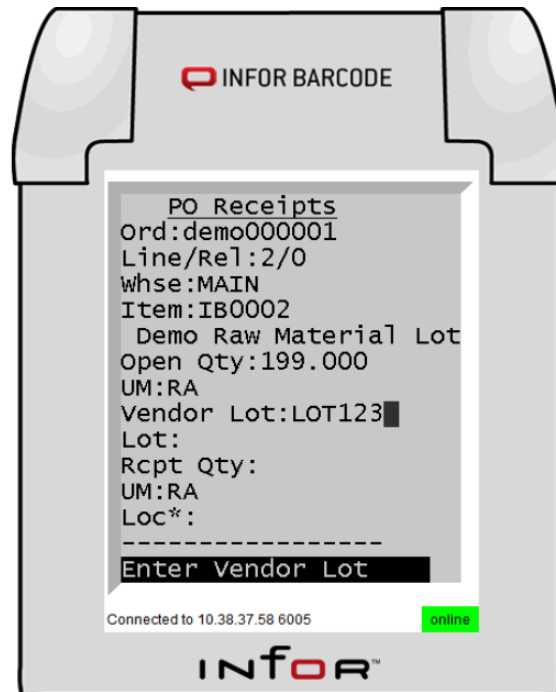 INFOR BARCODE
PO Receipts
Ord:demo000001
Line/Rel:2/0
Whse:MAIN
Item:IB0002
Demo Raw Material Lot
Open Qty:199.000
UM:RA
Vendor Lot:LOT123
Lot:
Rcpt Qty:
UM:RA
Loc*:
------------------
Enter Vendor Lot
Connected to 10.38.37.58 6005 online
INFOR™